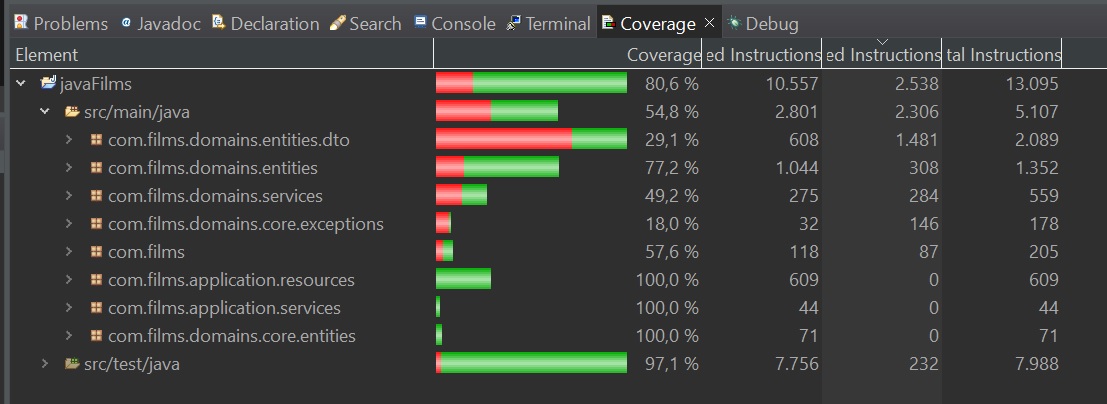 Problems Javadoc Declaration Search Console Terminal Coverage Debug
Element Coverage ed Instructions ed Instructions tal Instructions
javaFilms 80,6 % 10.557 2.538 13.095
src/main/java 54,8 % 2.801 2.306 5.107
com.films.domains.entities.dto 29,1 % 608 1.481 2.089
com.films.domains.entities 77,2 % 1.044 308 1.352
com.films.domains.services 49,2 % 275 284 559
com.films.domains.core.exceptions 18,0 % 32 146 178
com.films 57,6 % 118 87 205
com.films.application.resources 100,0 % 609 0 609
com.films.application.services 100,0 % 44 0 44
com.films.domains.core.entities 100,0 % 71 0 71
src/test/java 97,1 % 7.756 232 7.988